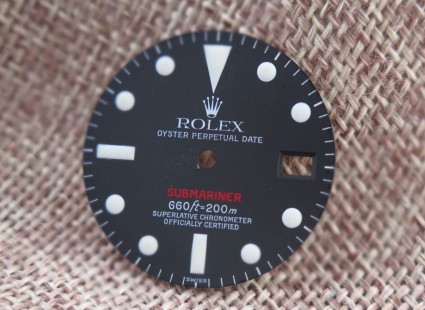 ROLEX
OYSTER PERPETUAL DATE
SUBMARINER
660ft=200m
SUPERLATIVE CHRONOMETER
OFFICIALLY CERTIFIED
SWISS